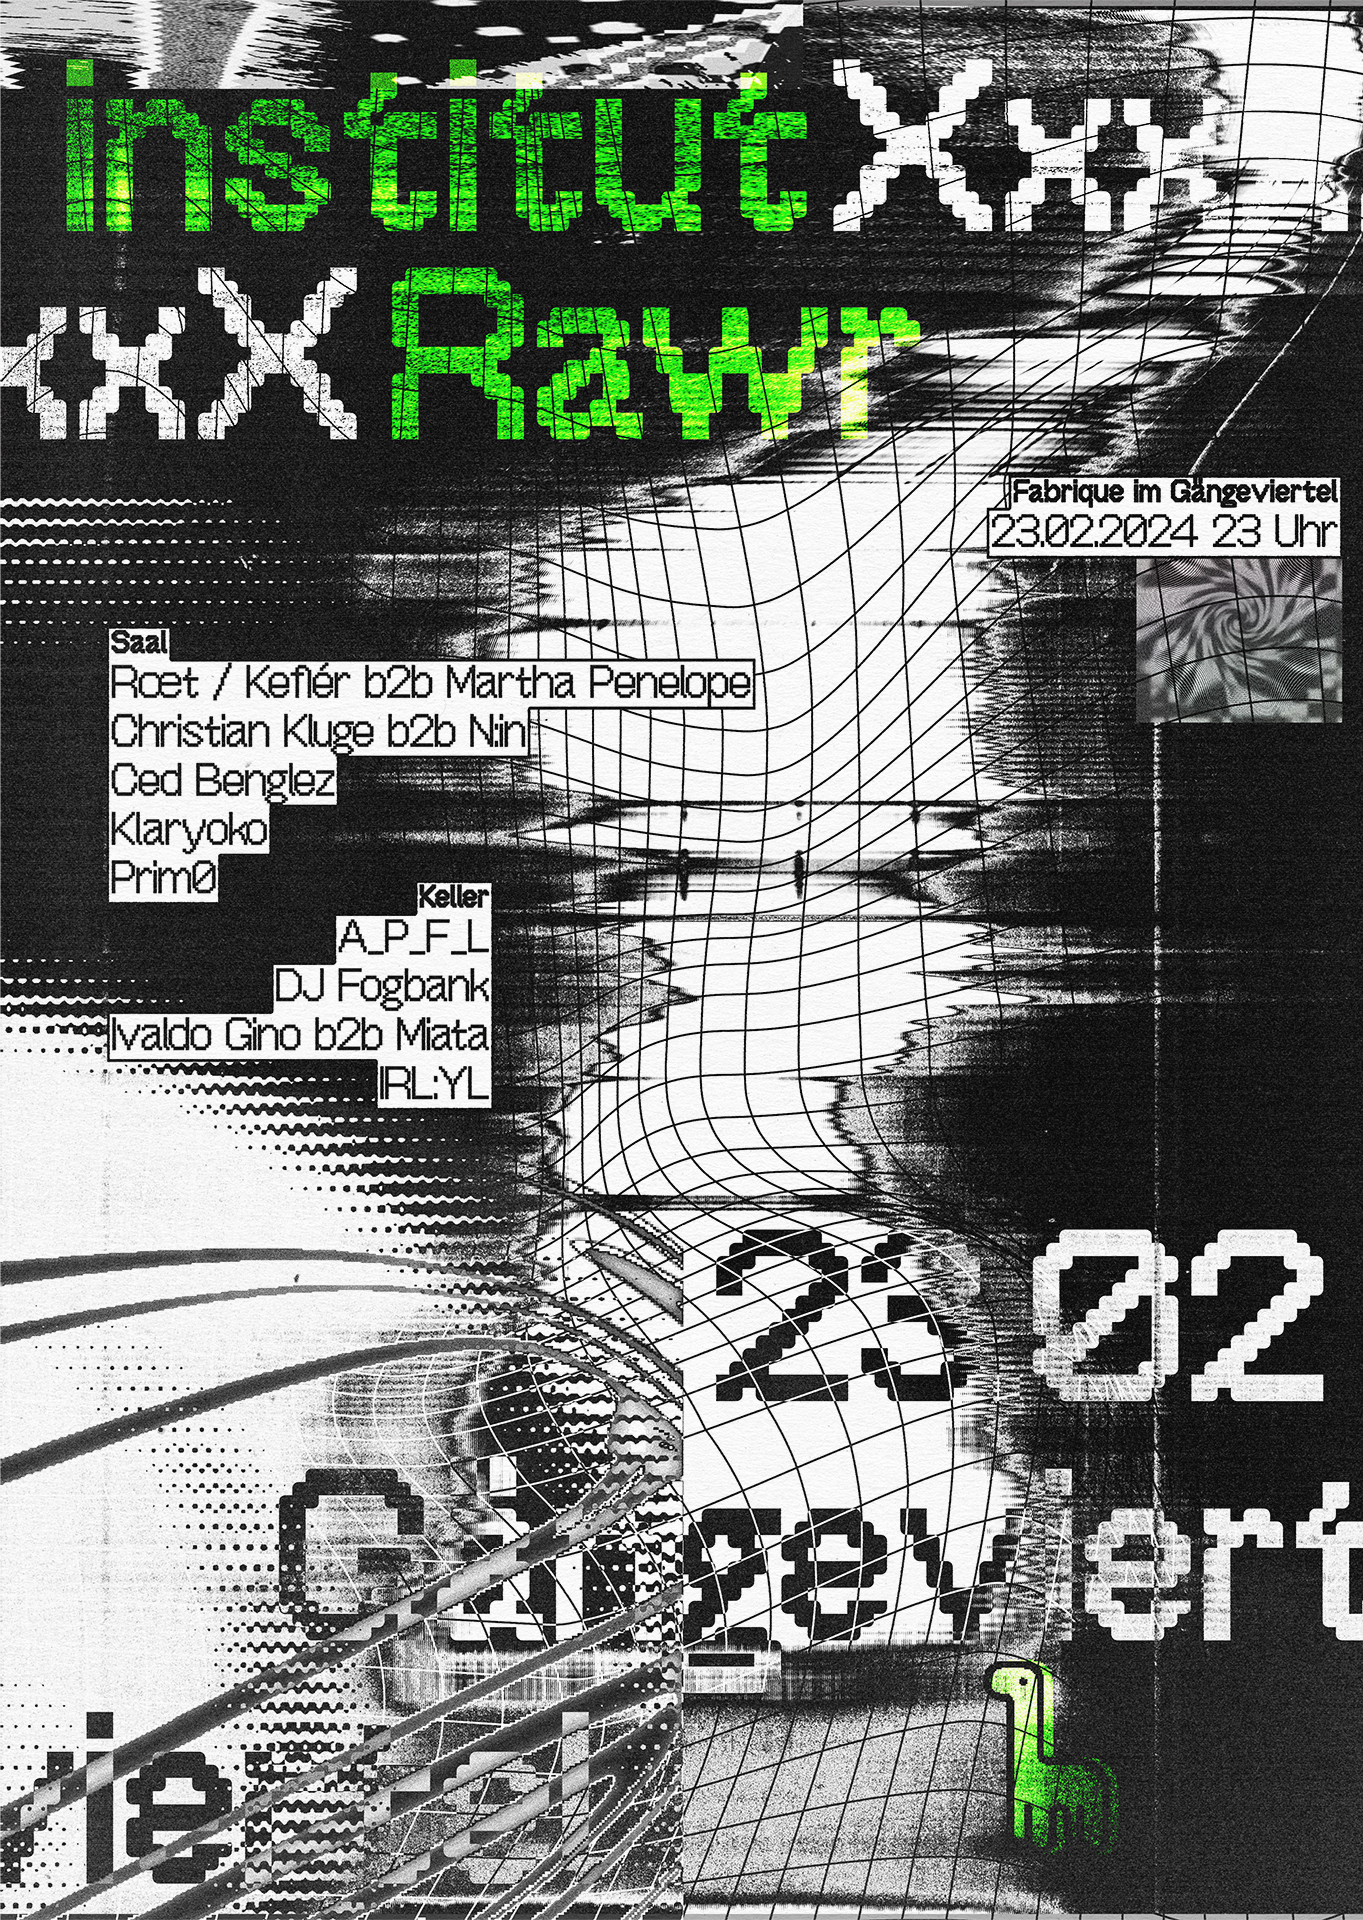 institut Xxx
xxX Rawr
Fabrique im Gängeviertel
23.02.2024 23 Uhr
Saal
Rœt / Keflér b2b Martha Penelope
Christian Kluge b2b N:in
Ced Benglez
Klaryoko
Prim0
Keller
A_P_F_L
DJ Fogbank
Ivaldo Gino b2b Miata
IRL:YL
23 02
Gängeviert
viertel